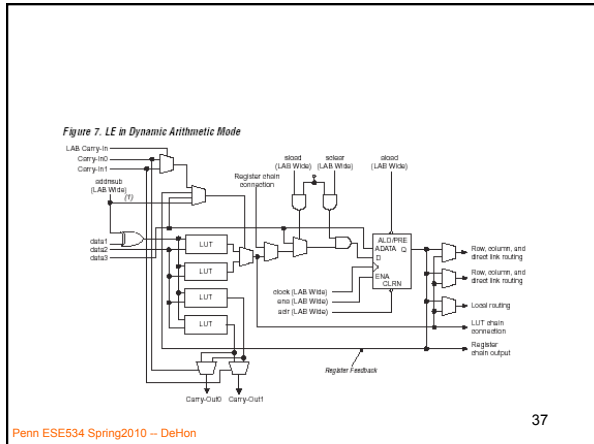 Figure 7. LE in Dynamic Arithmetic Mode
LAB Carry-In
Carry-In0
Carry-In1
addnsub
(LAB Wide)
(1)
data1
data2
data3
LUT
LUT
LUT
LUT
Register chain
connection
sload
(LAB Wide)
sclear
(LAB Wide)
aload
(LAB Wide)
ALD/PRE
ADATA Q
D
ENA
CLRN
clock (LAB Wide)
ena (LAB Wide)
aclr (LAB Wide)
Row, column, and
direct link routing
Row, column, and
direct link routing
Local routing
LUT chain
connection
Register
chain output
Register Feedback
Carry-Out0
Carry-Out1
37
Penn ESE534 Spring2010 -- DeHon